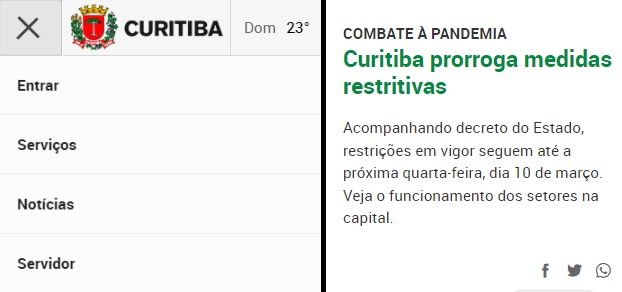 CURITIBA
Dom 23°
Entrar
Serviços
Notícias
Servidor
COMBATE À PANDEMIA
Curitiba prorroga medidas
restritivas
Acompanhando decreto do Estado,
restrições em vigor seguem até a
próxima quarta-feira, dia 10 de março.
Veja o funcionamento dos setores na
capital.